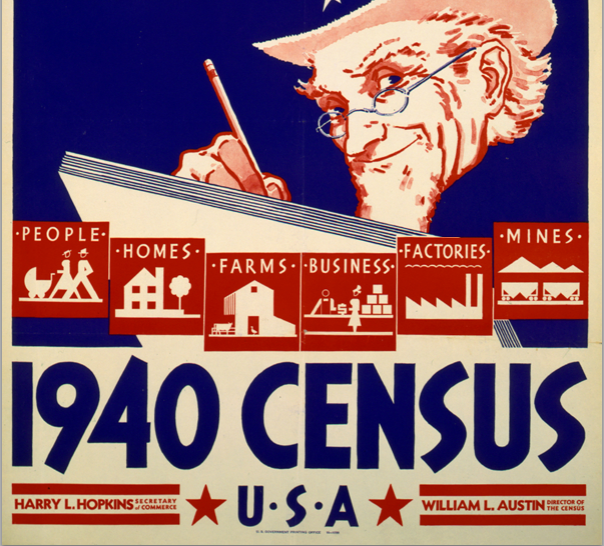 ·PEOPLE·
·HOMES·
·FARMS·
·BUSINESS·
·FACTORIES·
·MINES·
1940 CENSUS
HARRY L. HOPKINS SECRETARY of COMMERCE
U·S·A
WILLIAM L. AUSTIN DIRECTOR OF THE CENSUS